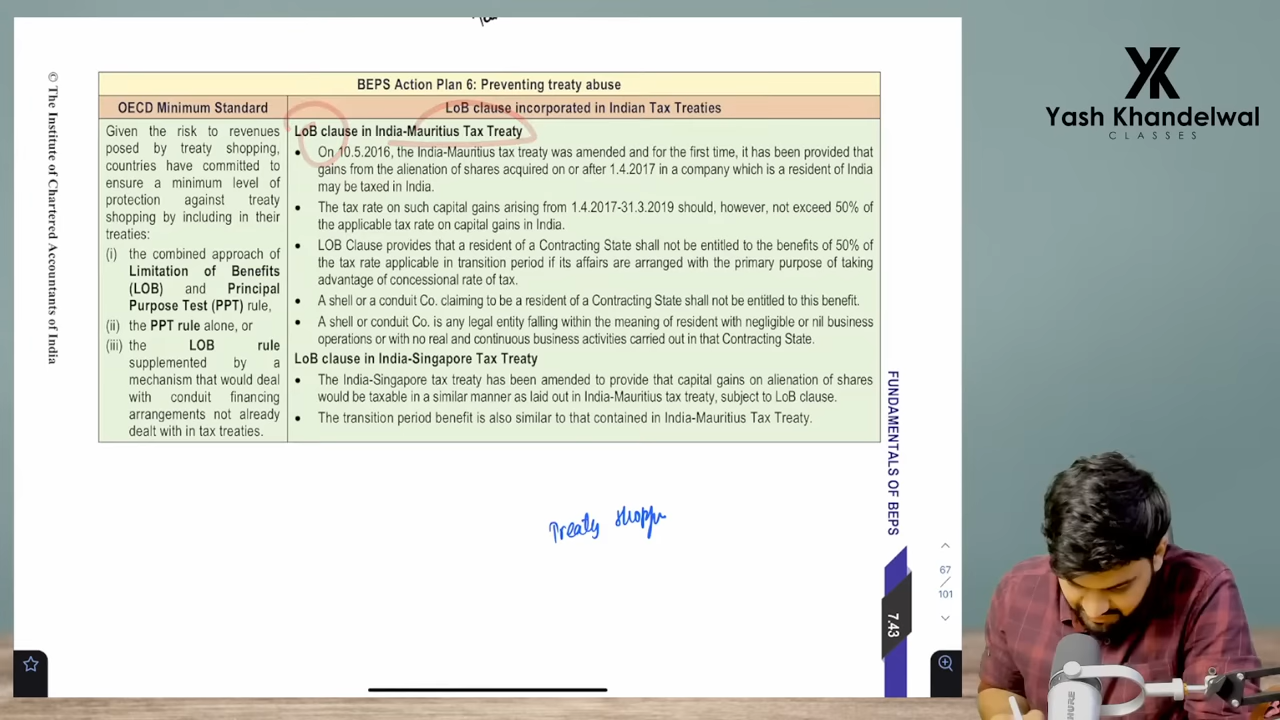 Yash Khandelwal
CLASSES
© The Institute of Chartered Accountants of India
BEPS Action Plan 6: Preventing treaty abuse
OECD Minimum Standard
LoB clause incorporated in Indian Tax Treaties
Given the risk to revenues
posed by treaty shopping,
countries have committed to
ensure a minimum level of
protection against treaty
shopping by including in their
treaties:
(i) the combined approach of
Limitation of Benefits
(LOB) and Principal
Purpose Test (PPT) rule,
(ii) the PPT rule alone, or
(iii) the LOB rule
supplemented by a
mechanism that would deal
with conduit financing
arrangements not already
dealt with in tax treaties.
LoB clause in India-Mauritius Tax Treaty
• On 10.5.2016, the India-Mauritius tax treaty was amended and for the first time, it has been provided that
gains from the alienation of shares acquired on or after 1.4.2017 in a company which is a resident of India
may be taxed in India.
• The tax rate on such capital gains arising from 1.4.2017-31.3.2019 should, however, not exceed 50% of
the applicable tax rate on capital gains in India.
• LOB Clause provides that a resident of a Contracting State shall not be entitled to the benefits of 50% of
the tax rate applicable in transition period if its affairs are arranged with the primary purpose of taking
advantage of concessional rate of tax.
• A shell or a conduit Co. claiming to be a resident of a Contracting State shall not be entitled to this benefit.
• A shell or conduit Co. is any legal entity falling within the meaning of resident with negligible or nil business
operations or with no real and continuous business activities carried out in that Contracting State.
LoB clause in India-Singapore Tax Treaty
• The India-Singapore tax treaty has been amended to provide that capital gains on alienation of shares
would be taxable in a similar manner as laid out in India-Mauritius tax treaty, subject to LoB clause.
• The transition period benefit is also similar to that contained in India-Mauritius Tax Treaty.
FUNDAMENTALS OF BEPS
7.43
67
/
101
Treaty